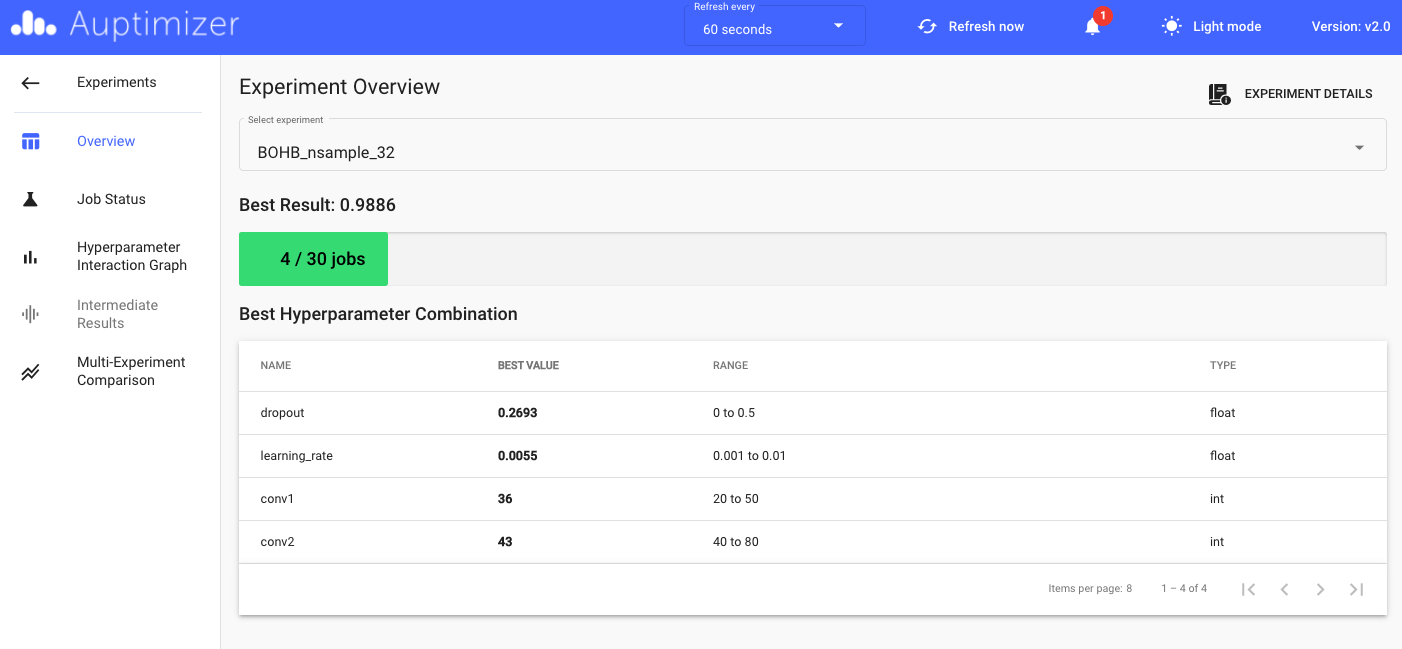 Auptimizer
Refresh every
60 seconds
Refresh now
1
Light mode
Version: v2.0
Experiments
Overview
Job Status
Hyperparameter
Interaction Graph
Intermediate
Results
Multi-Experiment
Comparison
Experiment Overview
EXPERIMENT DETAILS
Select experiment
BOHB_nsample_32
Best Result: 0.9886
4 / 30 jobs
Best Hyperparameter Combination
NAME BEST VALUE RANGE TYPE
dropout 0.2693 0 to 0.5 float
learning_rate 0.0055 0.001 to 0.01 float
conv1 36 20 to 50 int
conv2 43 40 to 80 int
Items per page: 8 1 – 4 of 4